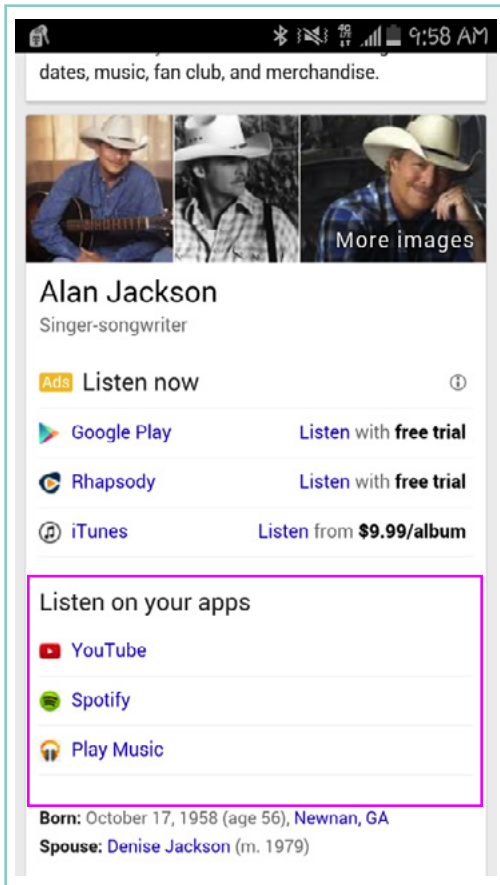 4G 9:58 AM
dates, music, fan club, and merchandise.
More images
Alan Jackson
Singer-songwriter
Ads Listen now
Google Play Listen with free trial
Rhapsody Listen with free trial
iTunes Listen from $9.99/album
Listen on your apps
YouTube
Spotify
Play Music
Born: October 17, 1958 (age 56), Newnan, GA
Spouse: Denise Jackson (m. 1979)